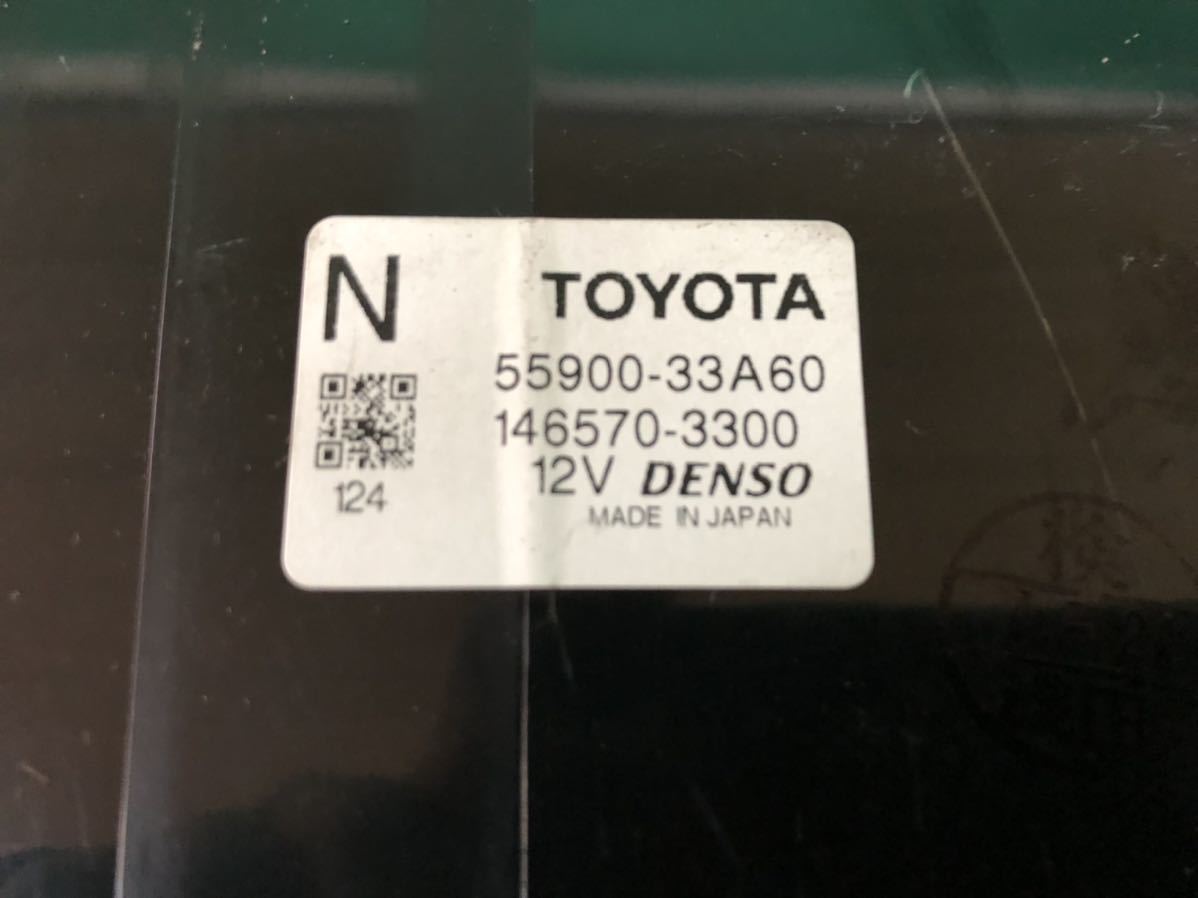 N
TOYOTA
55900-33A60
146570-3300
12V DENSO
124
MADE IN JAPAN